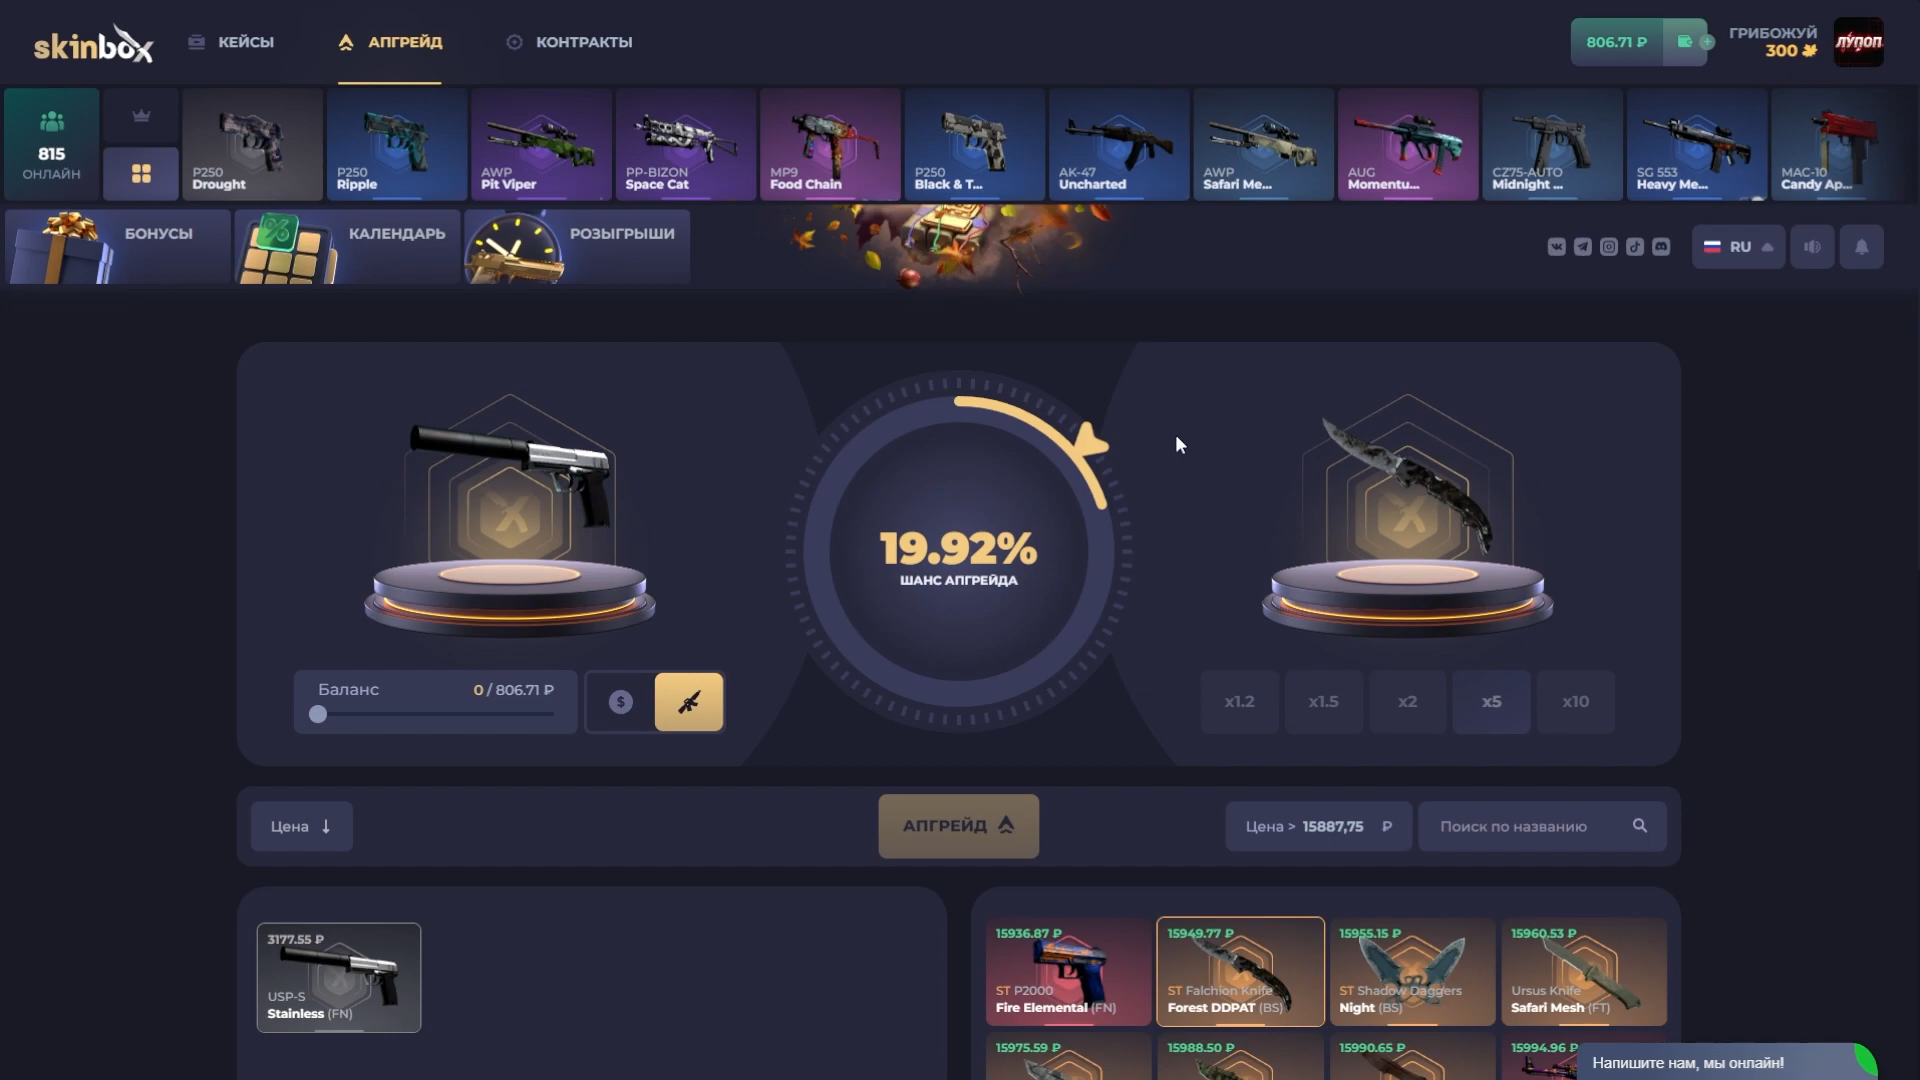 skinbox
КЕЙСЫ
АПГРЕЙД
КОНТРАКТЫ
806.71 ₽
ГРИБОЖУЙ
300
ЛУПОП
815
ОНЛАЙН
P250
Drought
P250
Ripple
AWP
Pit Viper
PP-BIZON
Space Cat
MP9
Food Chain
P250
Black & T...
AK-47
Uncharted
AWP
Safari Me...
AUG
Momentu...
CZ75-AUTO
Midnight ...
SG 553
Heavy Me...
MAC-10
Candy Ap...
БОНУСЫ
КАЛЕНДАРЬ
РОЗЫГРЫШИ
RU
19.92%
ШАНС АПГРЕЙДА
Баланс
0 / 806.71 ₽
$
x1.2
x1.5
x2
x5
x10
Цена ↓
АПГРЕЙД
Цена > 15887,75 ₽
Поиск по названию
3177.55 ₽
USP-S
Stainless (FN)
15936.87 ₽
ST P2000
Fire Elemental (FN)
15949.77 ₽
ST Falchion Knife
Forest DDPAT (BS)
15955.15 ₽
ST Shadow Daggers
Night (BS)
15960.53 ₽
Ursus Knife
Safari Mesh (FT)
15975.59 ₽
15988.50 ₽
15990.65 ₽
15994.96 ₽
Напишите нам, мы онлайн!